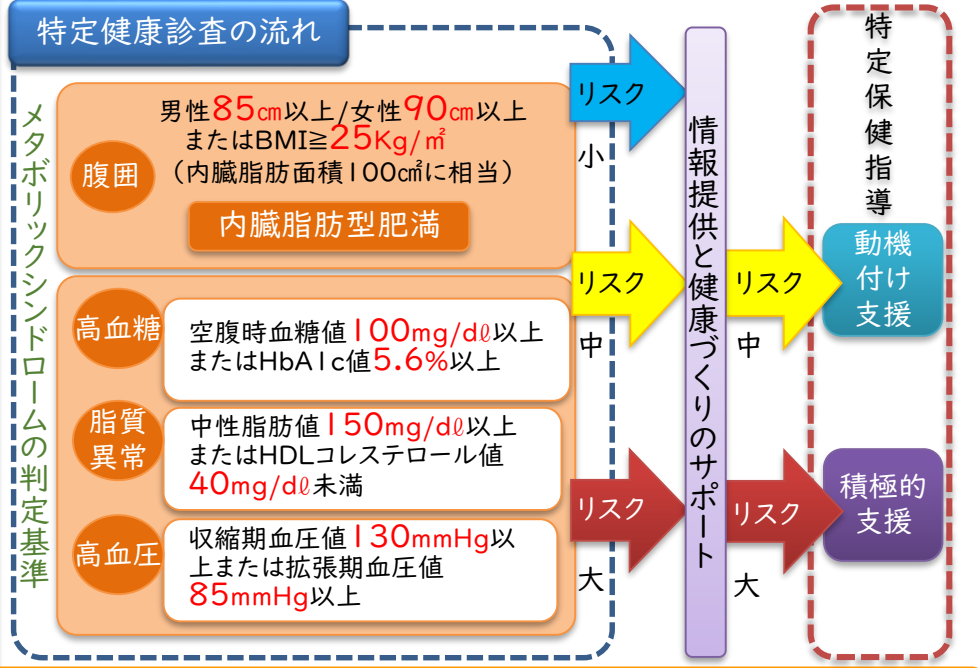 特定健康診査の流れ
メタボリックシンドロームの判定基準
腹囲
男性85㎝以上/女性90㎝以上
またはBMI≧25Kg/㎡
(内臓脂肪面積100㎠に相当)
内臓脂肪型肥満
高血糖
空腹時血糖値100mg/dℓ以上
またはHbA1c値5.6%以上
脂質
異常
中性脂肪値150mg/dℓ以上
またはHDLコレステロール値
40mg/dℓ未満
高血圧
収縮期血圧値130mmHg以
上または拡張期血圧値
85mmHg以上
リスク
小
リスク
中
リスク
大
情報提供と健康づくりのサポート
リスク
中
リスク
大
特定保健指導
動機
付け
支援
積極的
支援